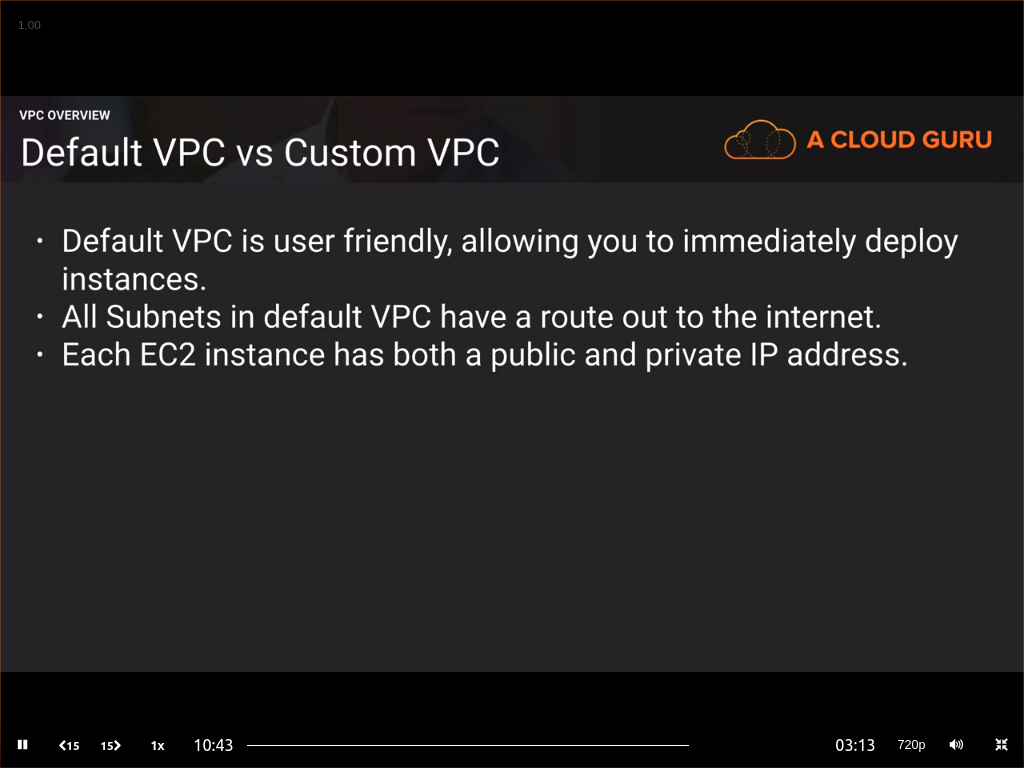 1.00
VPC OVERVIEW
Default VPC vs Custom VPC
A CLOUD GURU
• Default VPC is user friendly, allowing you to immediately deploy
instances.
• All Subnets in default VPC have a route out to the internet.
• Each EC2 instance has both a public and private IP address.
15 15 1x 10:43 03:13 720p